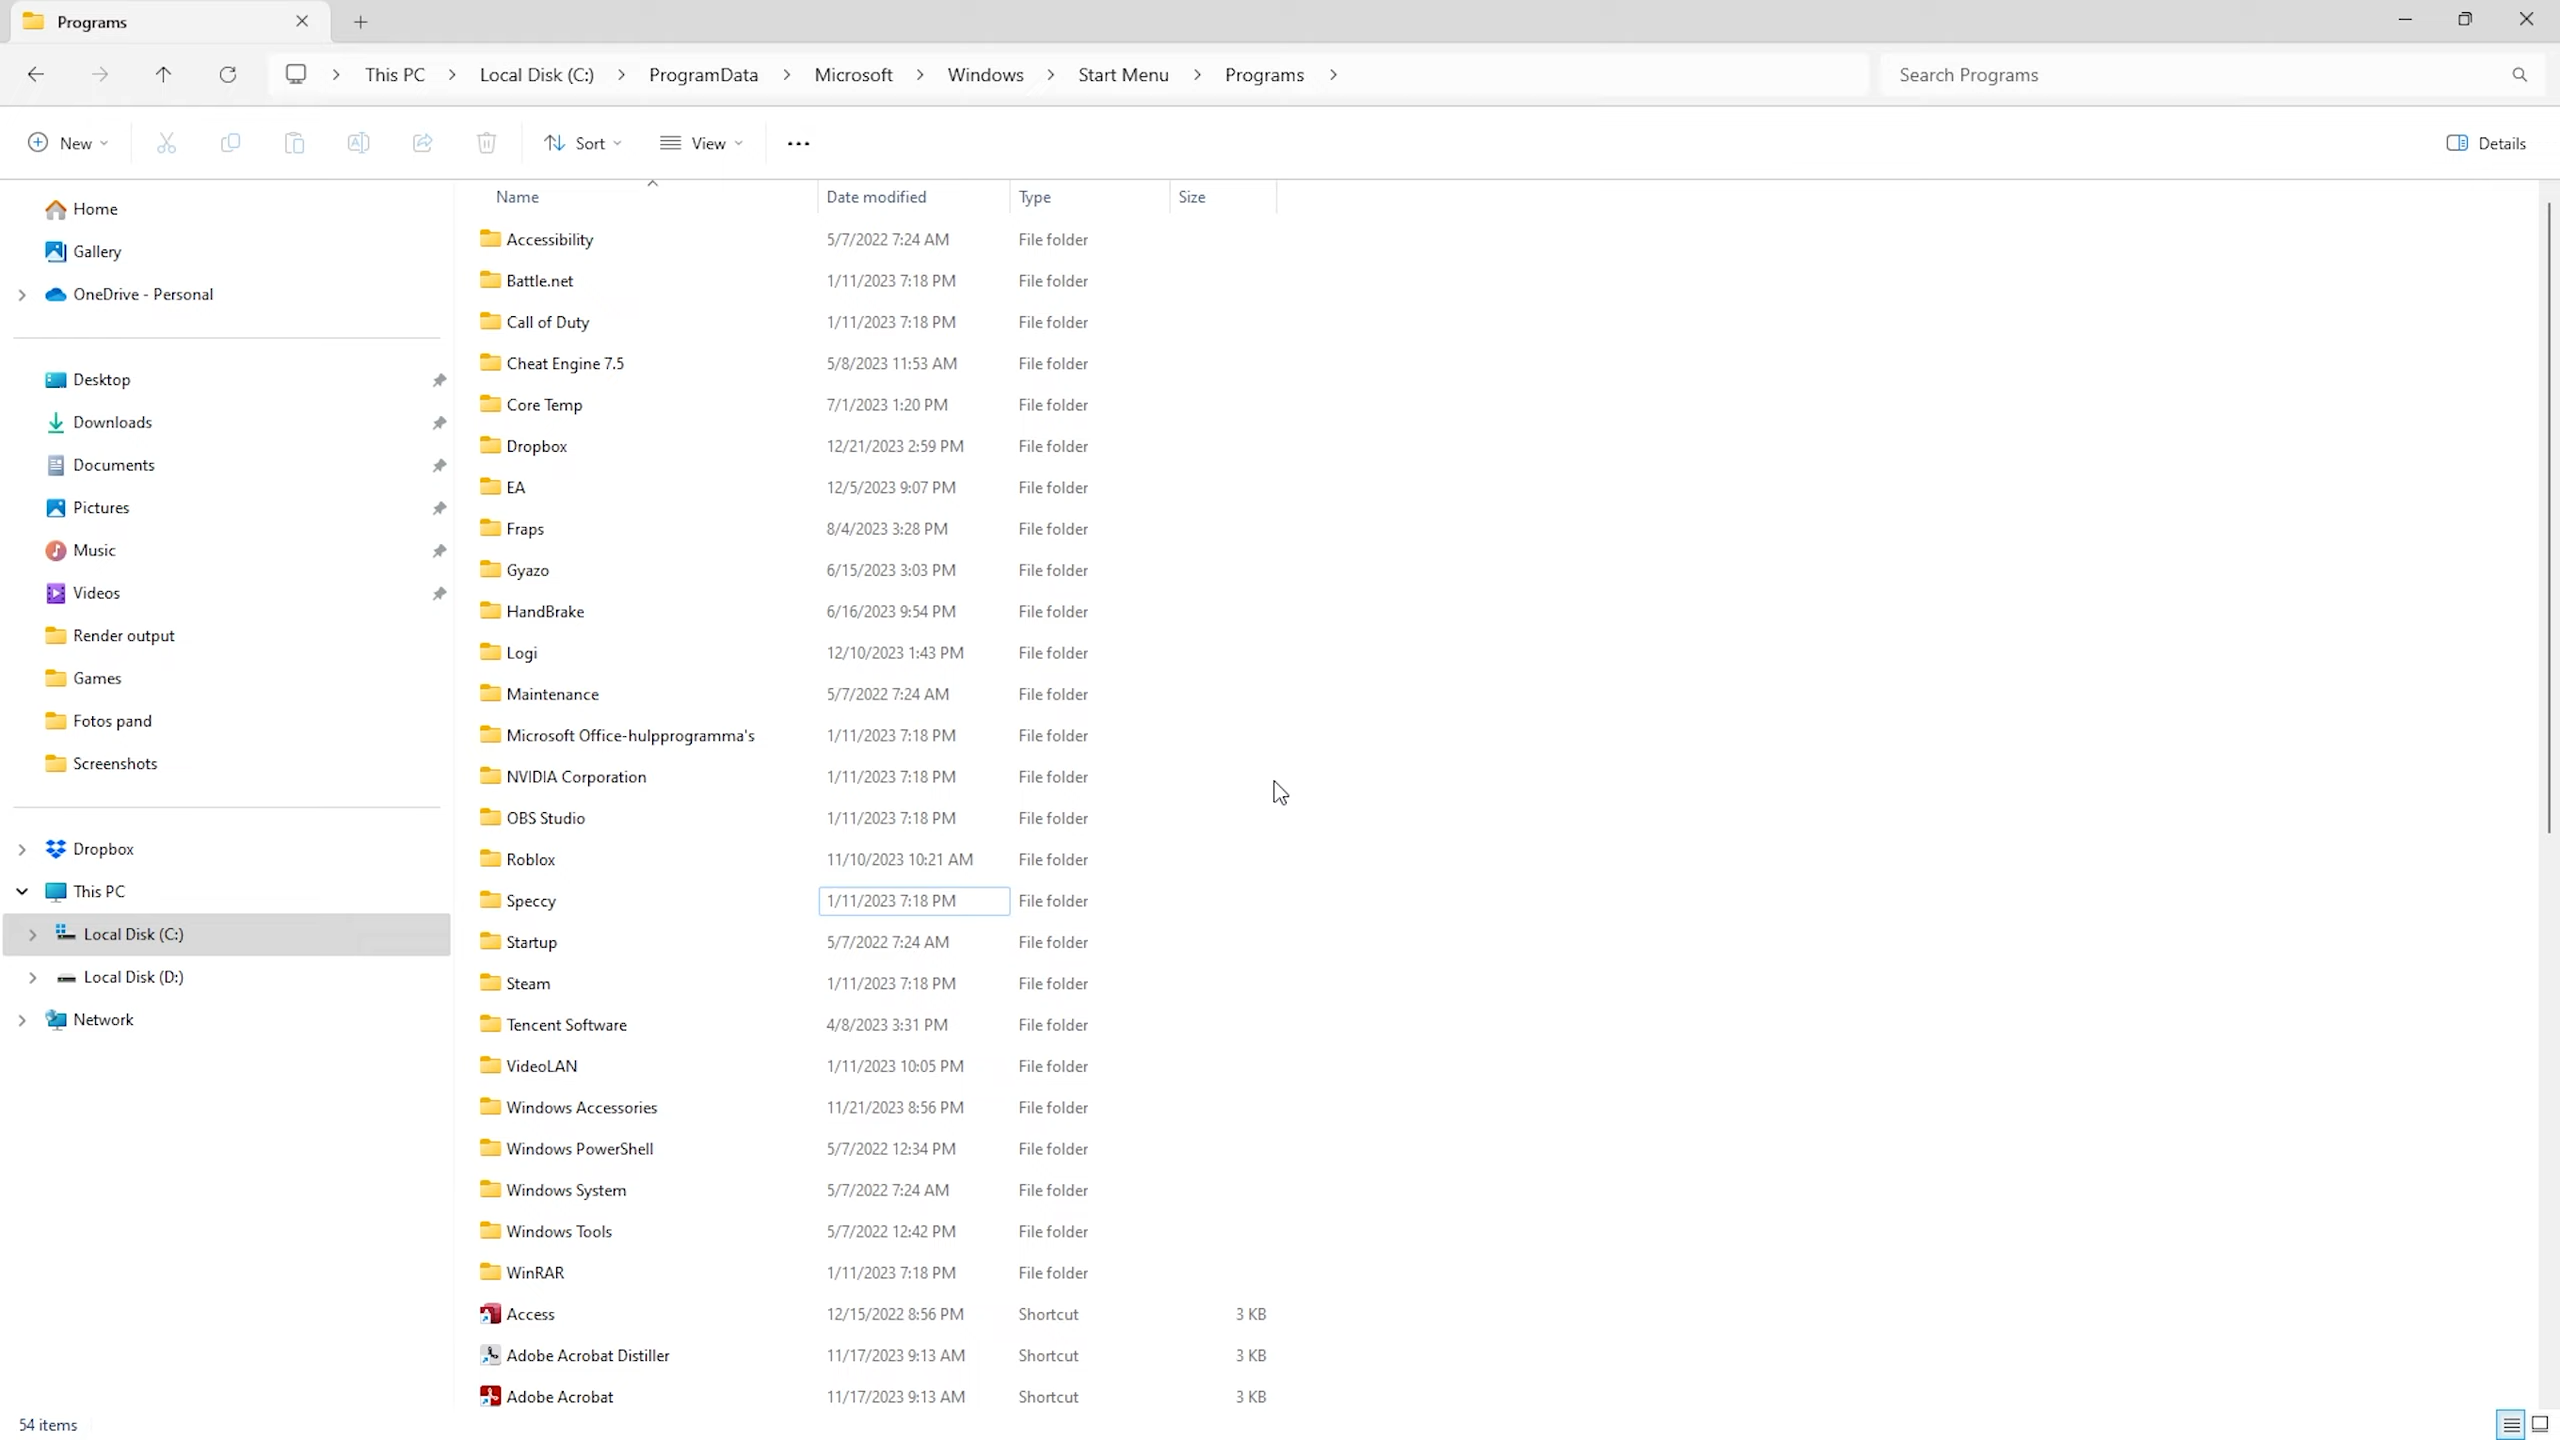 Programs
This PC Local Disk (C:) ProgramData Microsoft Windows Start Menu Programs Search Programs
New Sort View Details
Home
Gallery
OneDrive - Personal
Desktop
Downloads
Documents
Pictures
Music
Videos
Render output
Games
Fotos pand
Screenshots
Dropbox
This PC
Local Disk (C:)
Local Disk (D:)
Network
Name Date modified Type Size
Accessibility 5/7/2022 7:24 AM File folder
Battle.net 1/11/2023 7:18 PM File folder
Call of Duty 1/11/2023 7:18 PM File folder
Cheat Engine 7.5 5/8/2023 11:53 AM File folder
Core Temp 7/1/2023 1:20 PM File folder
Dropbox 12/21/2023 2:59 PM File folder
EA 12/5/2023 9:07 PM File folder
Fraps 8/4/2023 3:28 PM File folder
Gyazo 6/15/2023 3:03 PM File folder
HandBrake 6/16/2023 9:54 PM File folder
Logi 12/10/2023 1:43 PM File folder
Maintenance 5/7/2022 7:24 AM File folder
Microsoft Office-hulpprogramma's 1/11/2023 7:18 PM File folder
NVIDIA Corporation 1/11/2023 7:18 PM File folder
OBS Studio 1/11/2023 7:18 PM File folder
Roblox 11/10/2023 10:21 AM File folder
Speccy 1/11/2023 7:18 PM File folder
Startup 5/7/2022 7:24 AM File folder
Steam 1/11/2023 7:18 PM File folder
Tencent Software 4/8/2023 3:31 PM File folder
VideoLAN 1/11/2023 10:05 PM File folder
Windows Accessories 11/21/2023 8:56 PM File folder
Windows PowerShell 5/7/2022 12:34 PM File folder
Windows System 5/7/2022 7:24 AM File folder
Windows Tools 5/7/2022 12:42 PM File folder
WinRAR 1/11/2023 7:18 PM File folder
Access 12/15/2022 8:56 PM Shortcut 3 KB
Adobe Acrobat Distiller 11/17/2023 9:13 AM Shortcut 3 KB
Adobe Acrobat 11/17/2023 9:13 AM Shortcut 3 KB
54 items